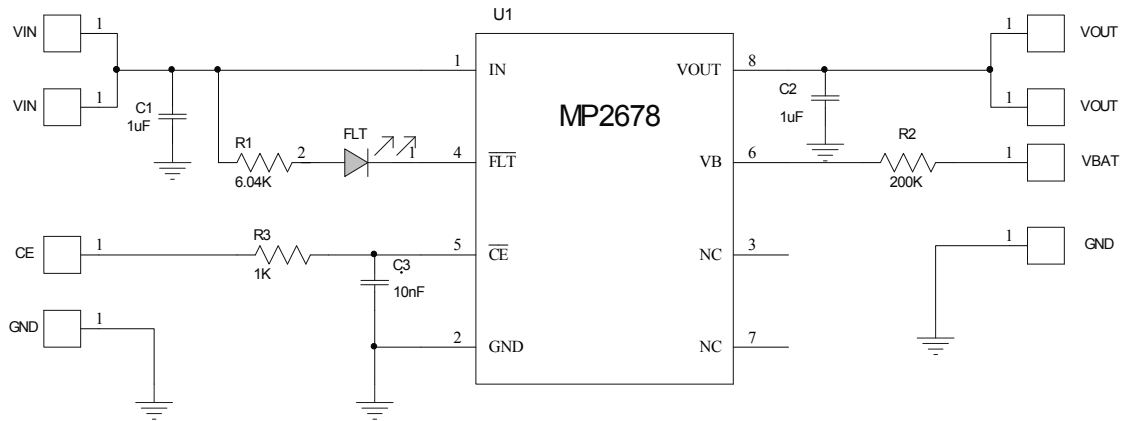 U1
VIN
1
VIN
1
C1
1uF
R1
6.04K
2
FLT
1
CE
1
R3
1K
C3
10nF
GND
1
1
IN
4
FLT
5
CE
2
GND
MP2678
VOUT
8
VB
6
NC
3
NC
7
C2
1uF
R2
200K
1
VOUT
1
VOUT
1
VBAT
1
GND